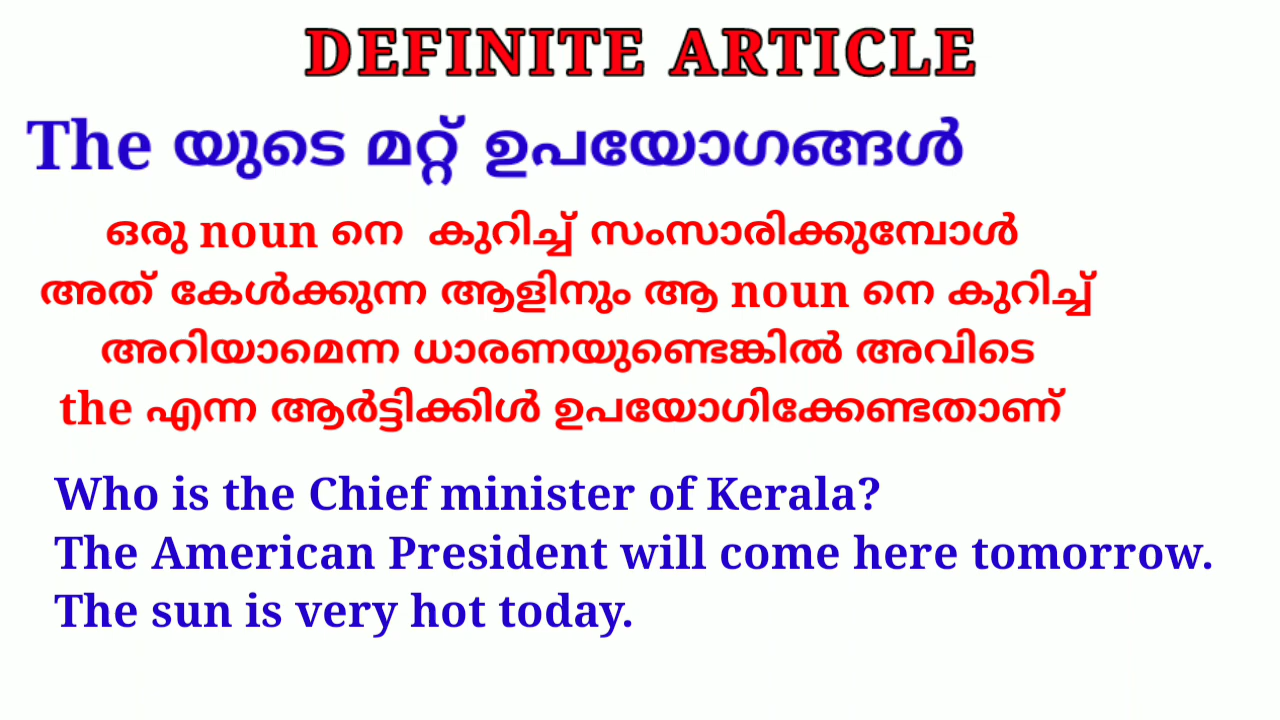 DEFINITE ARTICLE
The യുടെ മറ്റ് ഉപയോഗങ്ങൾ
ഒരു noun നെ കുറിച്ച് സംസാരിക്കുമ്പോൾ
അത് കേൾക്കുന്ന ആളിനും ആ noun നെ കുറിച്ച്
അറിയാമെന്ന ധാരണയുണ്ടെങ്കിൽ അവിടെ
the എന്ന ആർട്ടിക്കിൾ ഉപയോഗിക്കേണ്ടതാണ്
Who is the Chief minister of Kerala?
The American President will come here tomorrow.
The sun is very hot today.